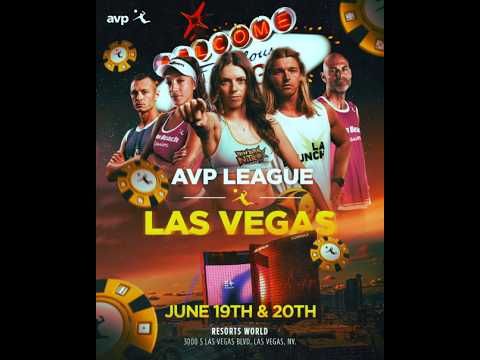 avp
WELCOME
AVP LEAGUE
LAS VEGAS
JUNE 19TH & 20TH
RESORTS WORLD
3000 S LAS VEGAS BLVD, LAS VEGAS, NV.